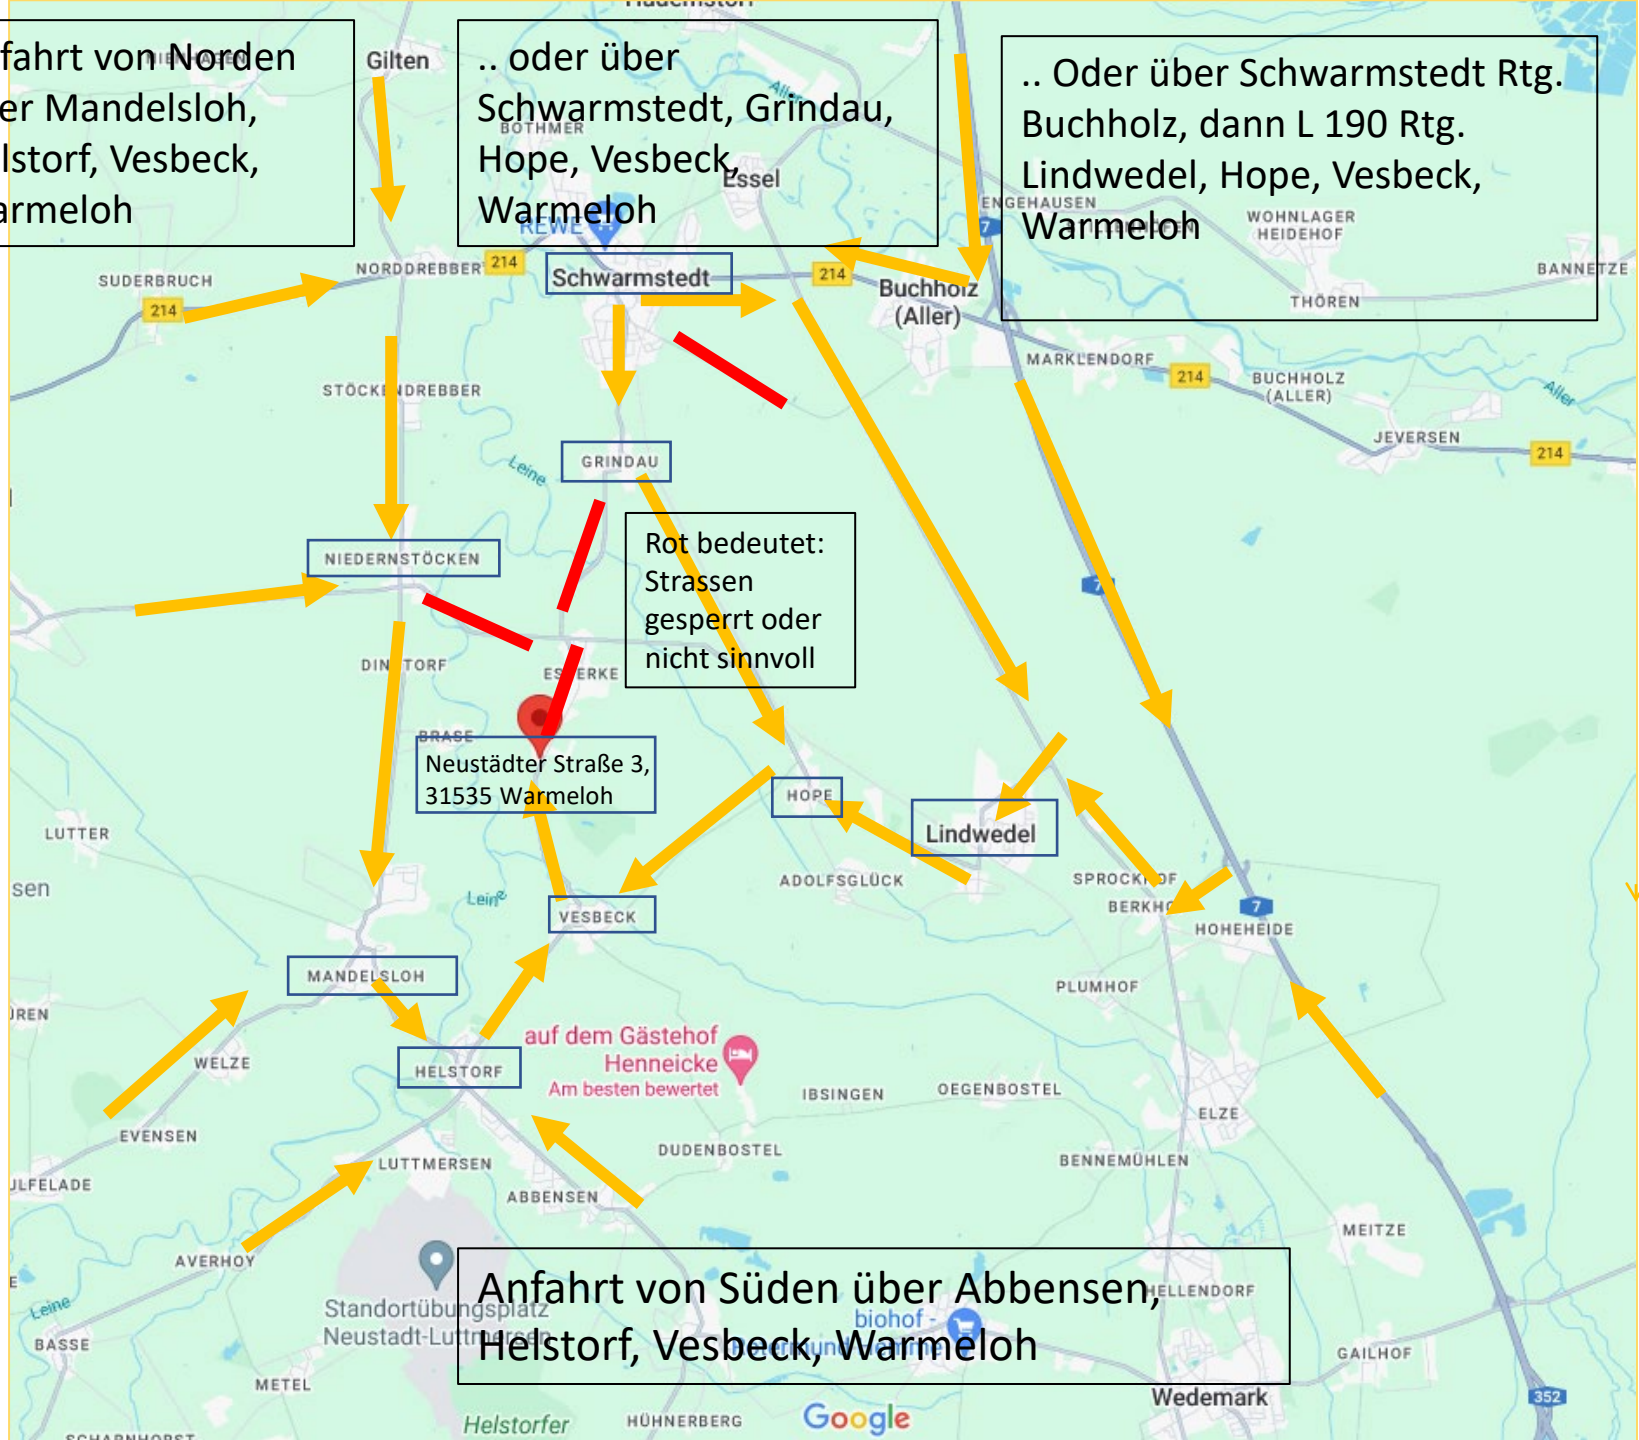 fahrt von Norden
er Mandelsloh,
lstorf, Vesbeck,
armeloh
.. oder über
Schwarmstedt, Grindau,
Hope, Vesbeck,
Warmeloh
.. Oder über Schwarmstedt Rtg.
Buchholz, dann L 190 Rtg.
Lindwedel, Hope, Vesbeck,
Warmeloh
Gilten
BOTHMER
Aller
Essel
ENGEHAUSEN
7
WOHNLAGER
HEIDEHOF
REWE
SUDERBRUCH
214
NORDDREBBER
214
Schwarmstedt
214
Buchholz
(Aller)
THÖREN
BANNETZE
STÖCKENDREBBER
MARKLENDORF
214
BUCHHOLZ
(ALLER)
Aller
JEVERSEN
214
Leine
GRINDAU
NIEDERNSTÖCKEN
Rot bedeutet:
Strassen
gesperrt oder
nicht sinnvoll
7
DINSTORF
ESPERKE
BRASE
Neustädter Straße 3,
31535 Warmeloh
HOPE
Lindwedel
LUTTER
sen
ADOLFSGLÜCK
SPROCKHOF
BERKHOF
7
HOHEHEIDE
Leine
VESBECK
MANDELSLOH
PLUMHOF
ÜREN
WELZE
HELSTORF
auf dem Gästehof
Henneicke
Am besten bewertet
IBSINGEN
OEGENBOSTEL
ELZE
EVENSEN
DUDENBOSTEL
BENNEMÜHLEN
LUTTMERSEN
ULFELADE
ABBENSEN
MEITZE
AVERHOY
Anfahrt von Süden über Abbensen,
Helstorf, Vesbeck, Warmeloh
HELLENDORF
Leine
Standortübungsplatz
Neustadt-Luttmersen
biohof -
BASSE
GAILHOF
METEL
Wedemark
352
Helstorfer
HÜHNERBERG
Google